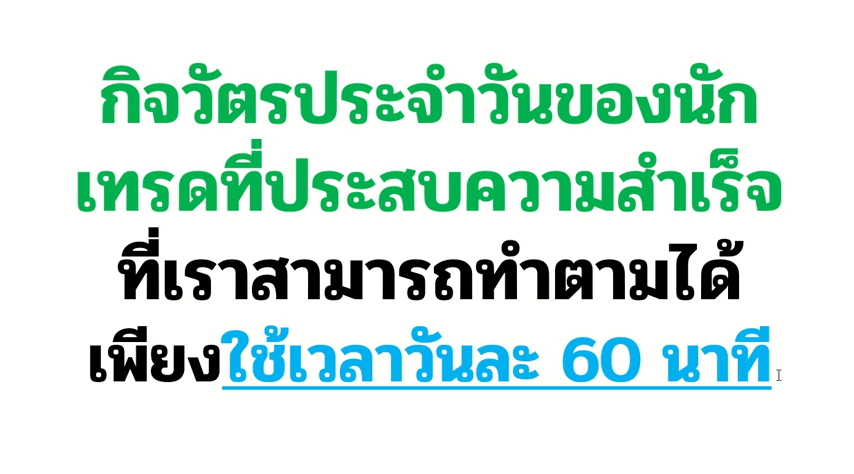 กิจวัตรประจำวันของนัก
เทรดที่ประสบความสำเร็จ
ที่เราสามารถทำตามได้
เพียงใช้เวลาวันละ 60 นาที